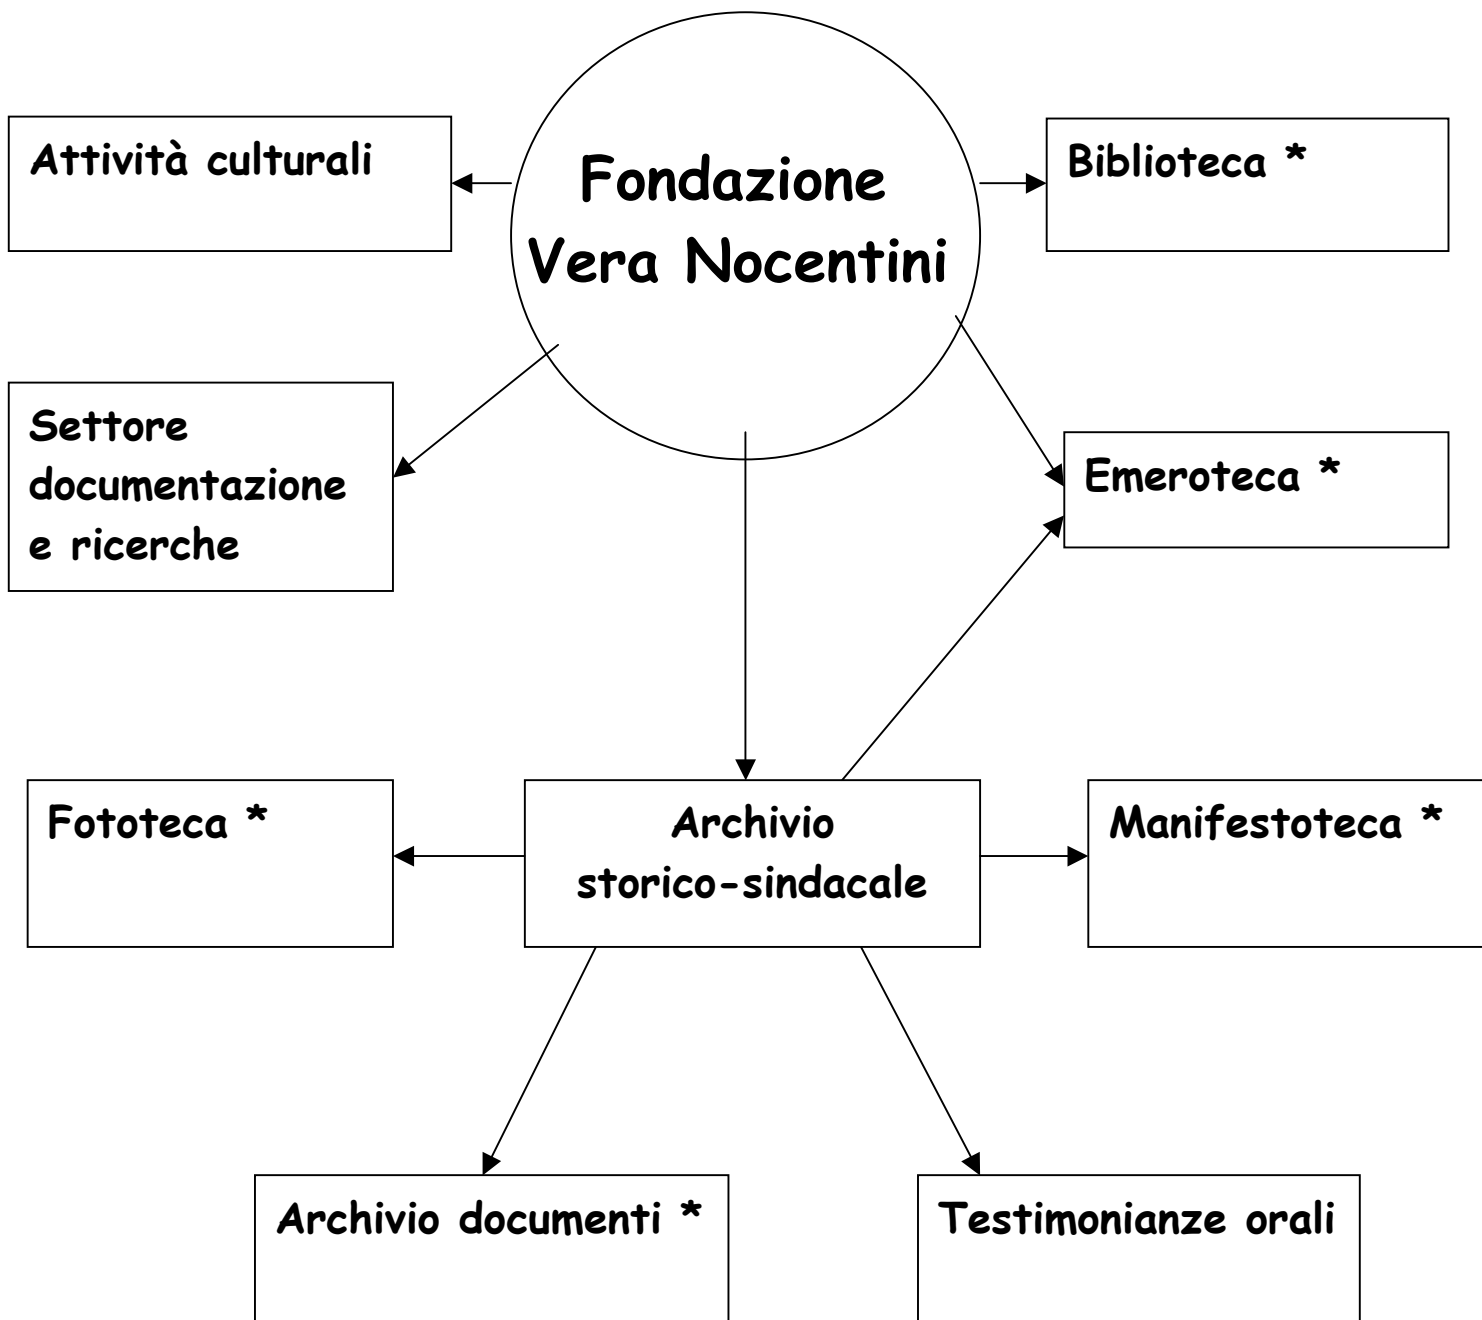 Fondazione
Vera Nocentini
Attività culturali
Biblioteca *
Settore
documentazione
e ricerche
Emeroteca *
Fototeca *
Archivio
storico-sindacale
Manifestoteca *
Archivio documenti *
Testimonianze orali